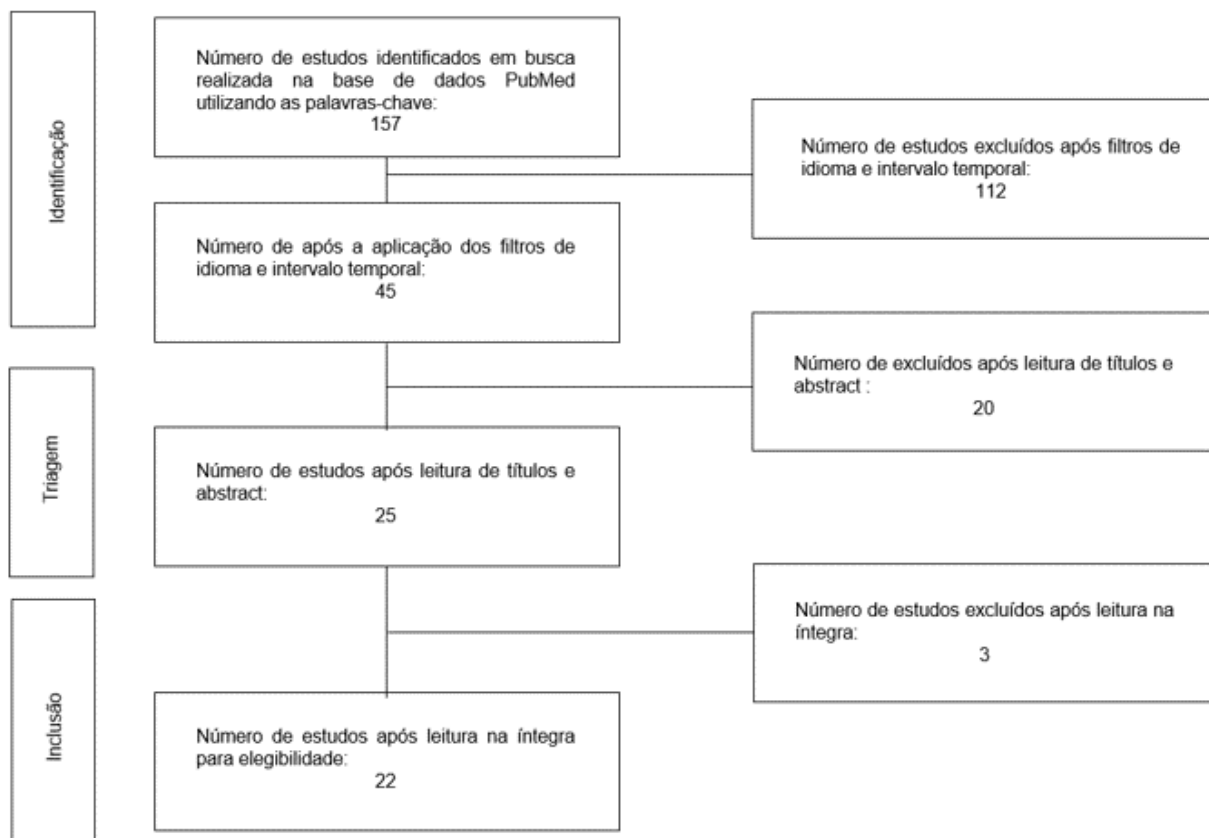 Identificação
Número de estudos identificados em busca
realizada na base de dados PubMed
utilizando as palavras-chave:
157
Número de estudos excluídos após filtros de
idioma e intervalo temporal:
112
Número de após a aplicação dos filtros de
idioma e intervalo temporal:
45
Triagem
Número de excluídos após leitura de títulos e
abstract :
20
Número de estudos após leitura de títulos e
abstract:
25
Inclusão
Número de estudos excluídos após leitura na
íntegra:
3
Número de estudos após leitura na íntegra
para elegibilidade:
22